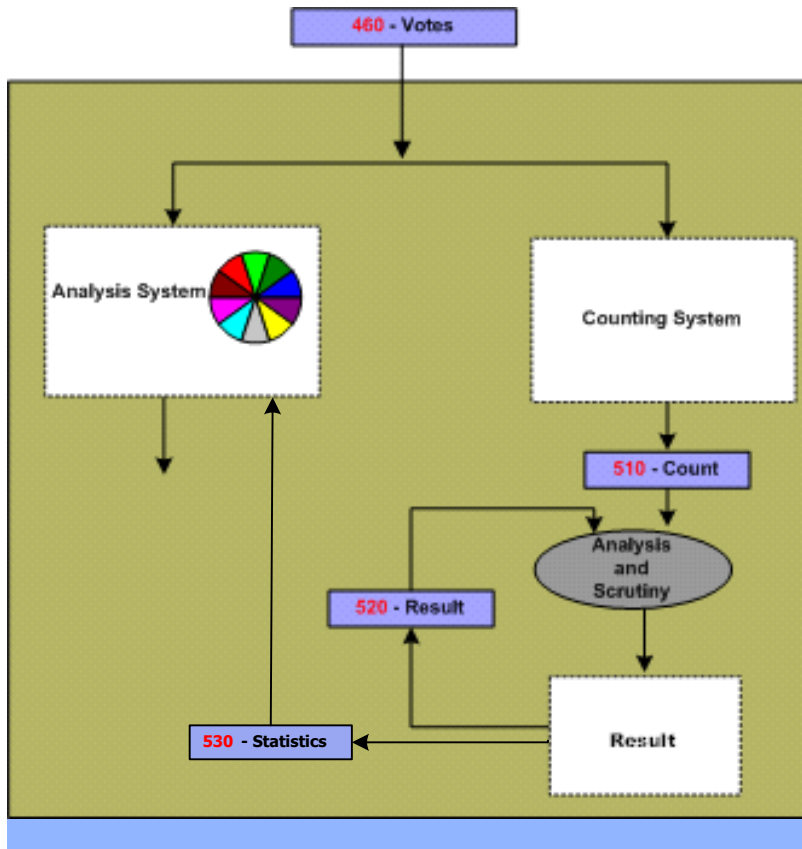 460 - Votes
Analysis System
Counting System
510 - Count
Analysis
and
Scrutiny
520 - Result
530 - Statistics
Result